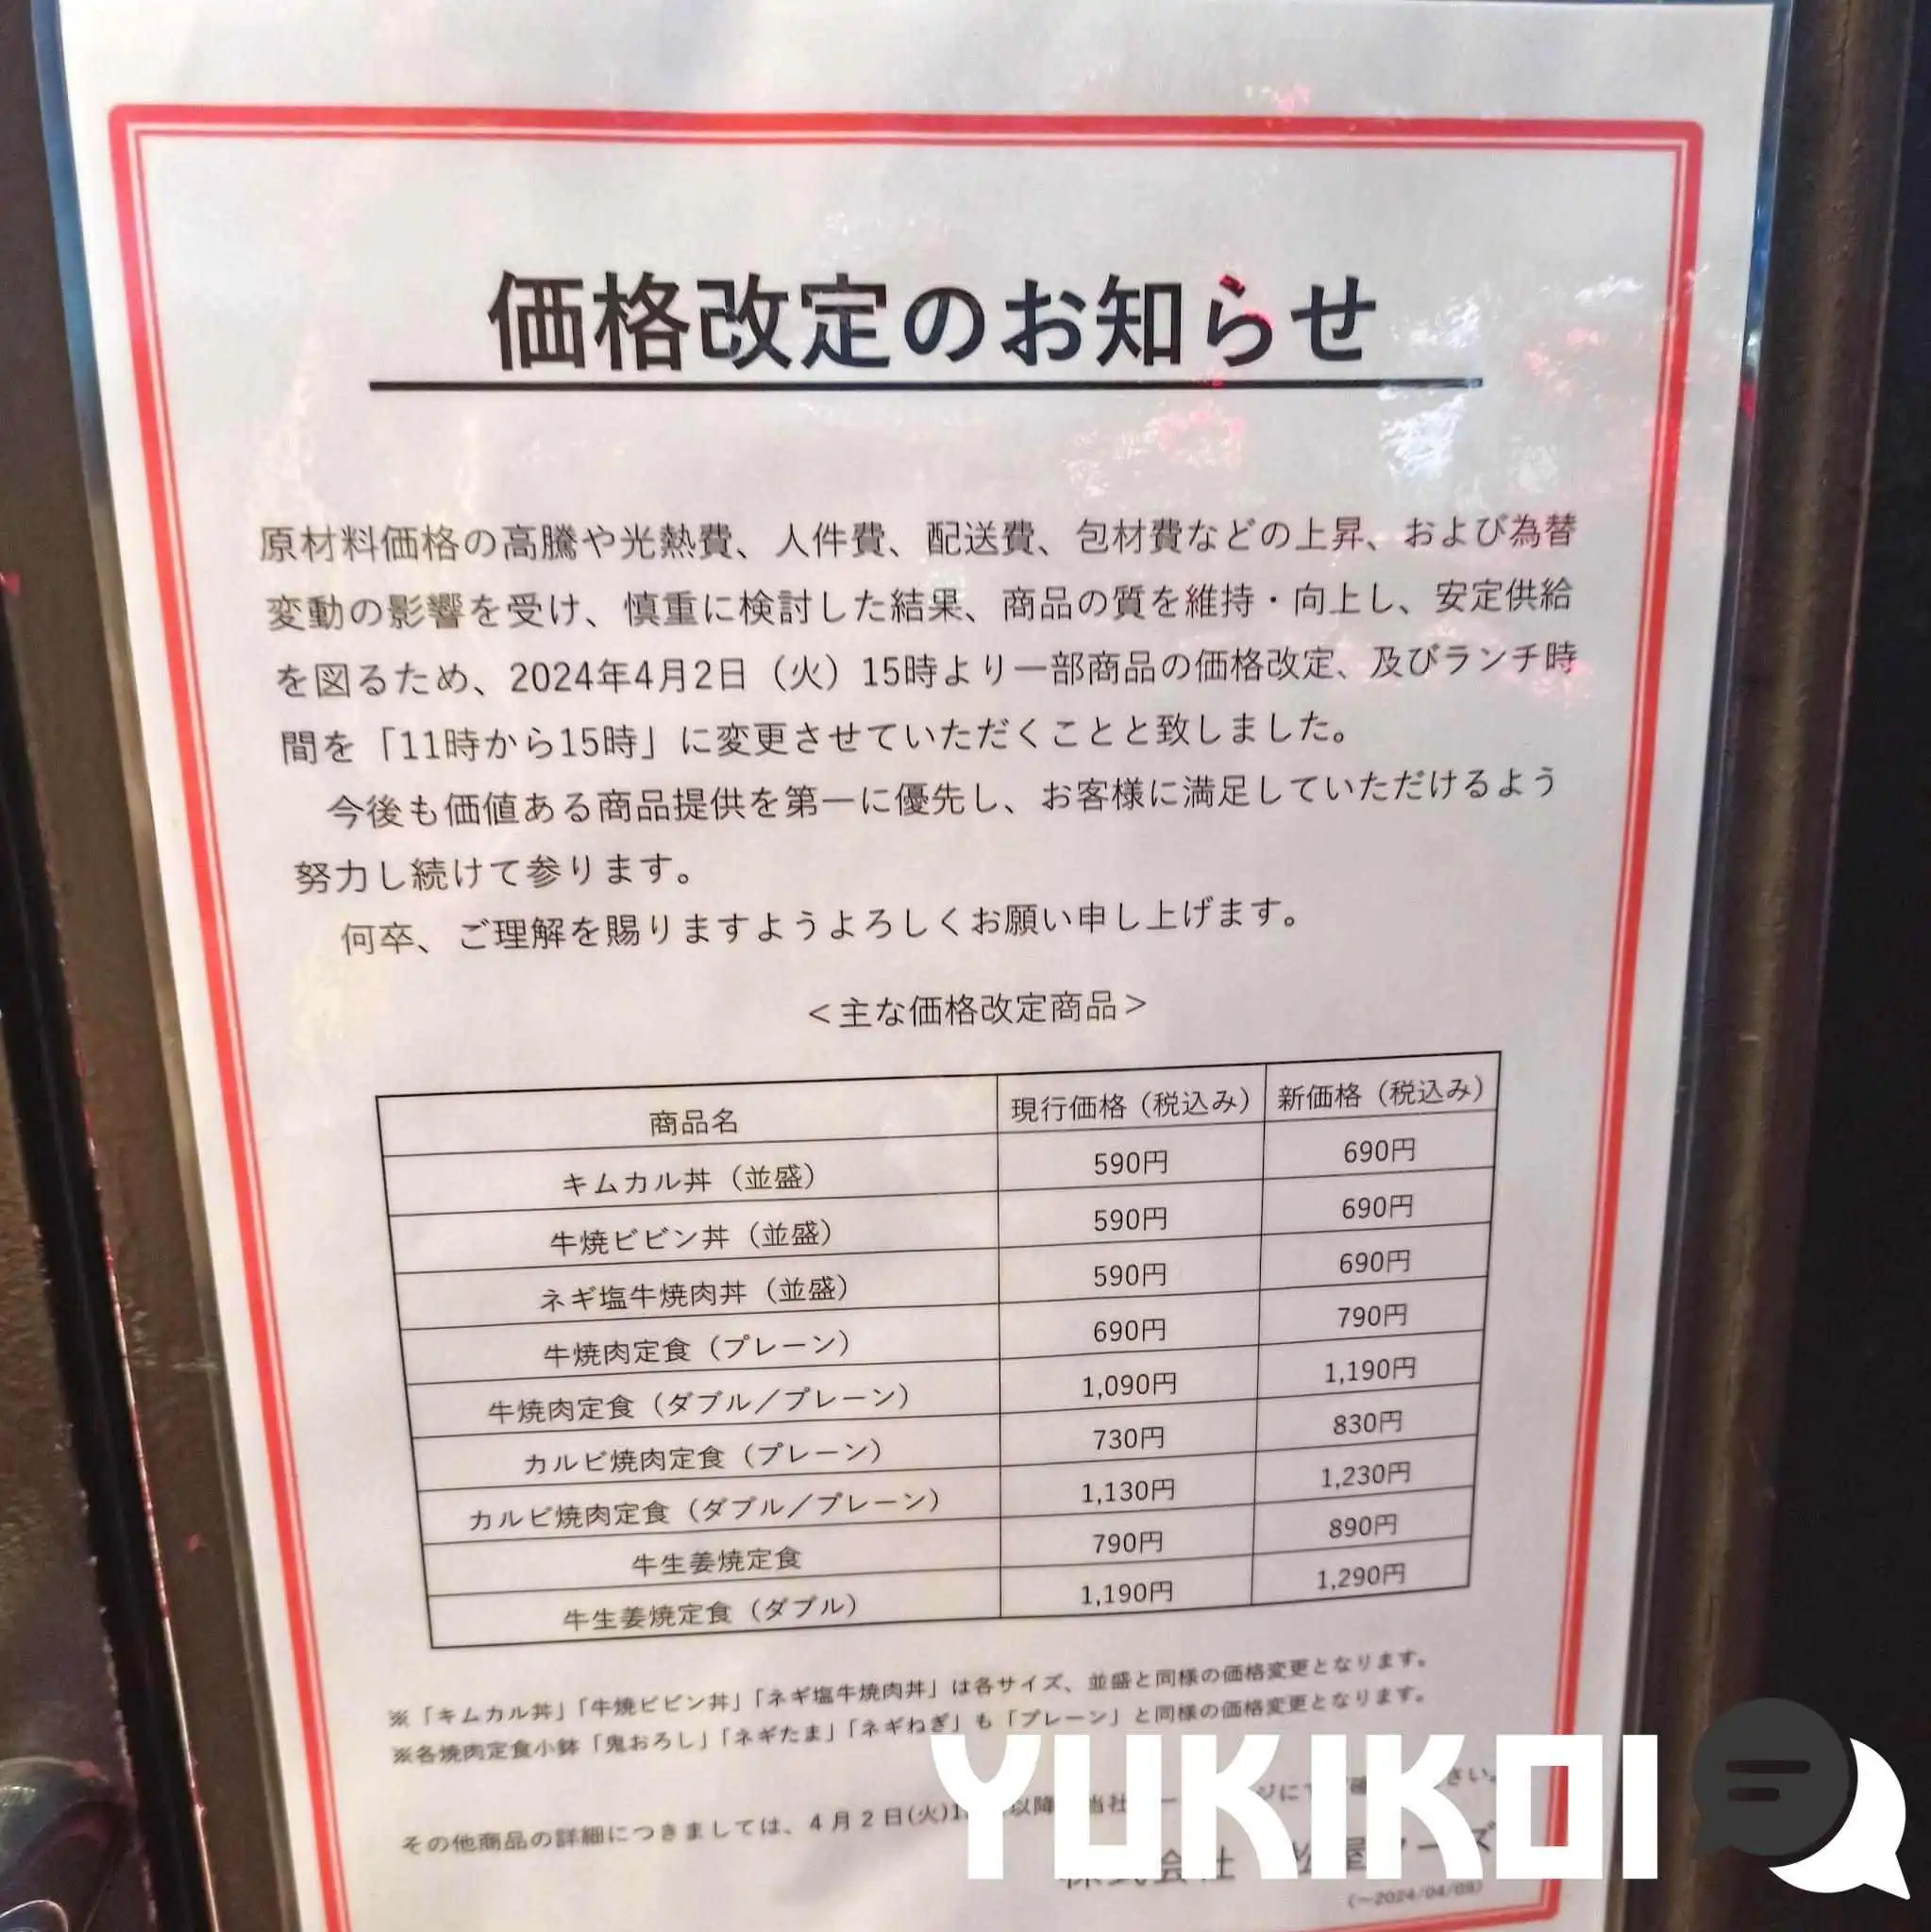 価格改定のお知らせ
原材料価格の高騰や光熱費、人件費、配送費、包材費などの上昇、および為替
変動の影響を受け、慎重に検討した結果、商品の質を維持・向上し、安定供給
を図るため、2024年4月2日（火）15時より一部商品の価格改定、及びランチ時
間を「11時から15時」に変更させていただくことと致しました。
今後も価値ある商品提供を第一に優先し、お客様に満足していただけるよう
努力し続けて参ります。
何卒、ご理解を賜りますようよろしくお願い申し上げます。
＜主な価格改定商品＞
商品名 現行価格（税込み） 新価格（税込み）
キムカル丼（並盛） 590円 690円
牛焼ビビン丼（並盛） 590円 690円
ネギ塩牛焼肉丼（並盛） 590円 690円
牛焼肉定食（プレーン） 690円 790円
牛焼肉定食（ダブル／プレーン） 1,090円 1,190円
カルビ焼肉定食（プレーン） 730円 830円
カルビ焼肉定食（ダブル／プレーン） 1,130円 1,230円
牛生姜焼定食 790円 890円
牛生姜焼定食（ダブル） 1,190円 1,290円
※「キムカル丼」「牛焼ビビン丼」「ネギ塩牛焼肉丼」は各サイズ、並盛と同様の価格変更となります。
※各焼肉定食小鉢「鬼おろし」「ネギたま」「ネギねぎ」も「プレーン」と同様の価格変更となります。
その他商品の詳細につきましては、4月2日(火) 以降 当社
株式会社
(～2024/04/09)
YUKIKOI